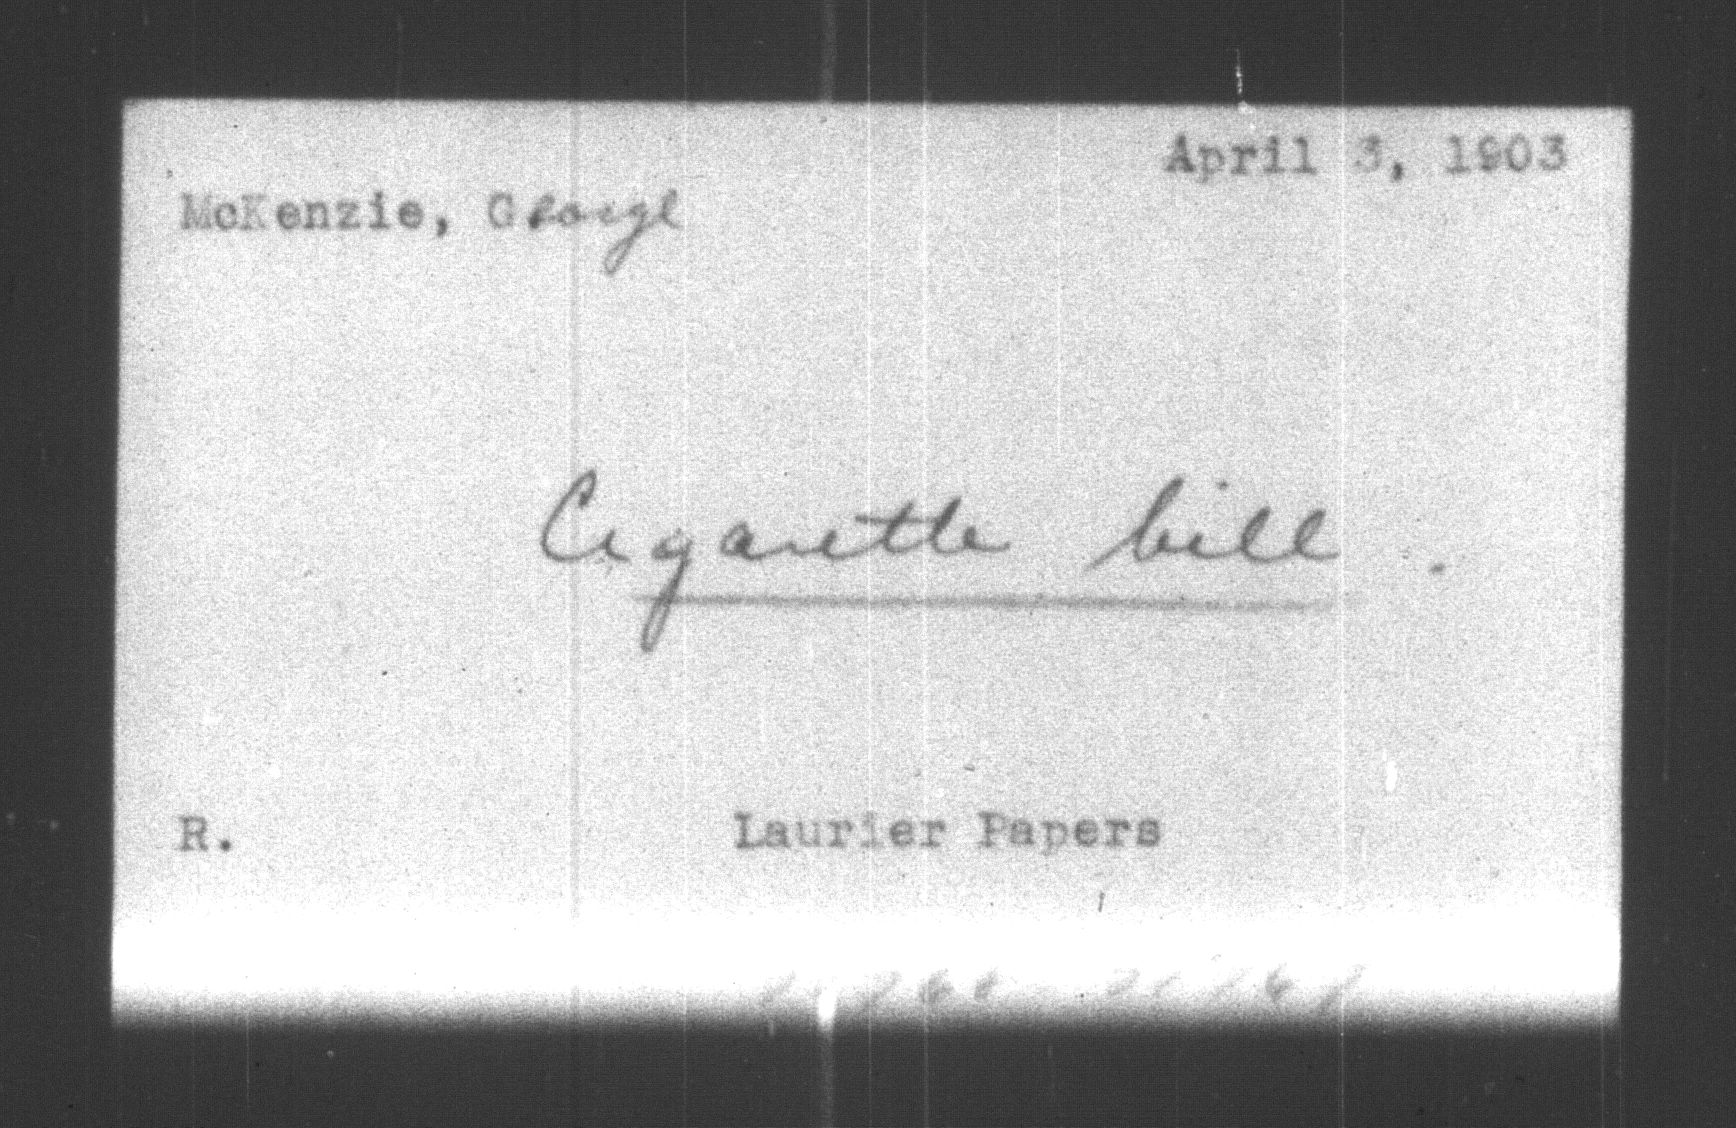 April 3, 1903
McKenzie, George
Cigarette bill.
R.
Laurier Papers